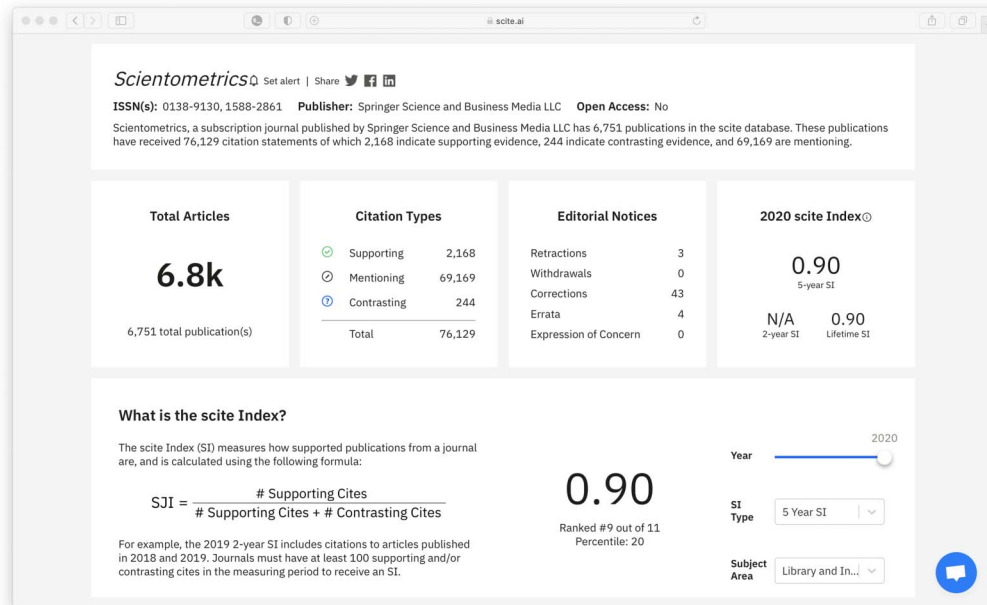 scite.ai
Scientometrics Set alert | Share
ISSN(s): 0138-9130, 1588-2861 Publisher: Springer Science and Business Media LLC Open Access: No
Scientometrics, a subscription journal published by Springer Science and Business Media LLC has 6,751 publications in the scite database. These publications
have received 76,129 citation statements of which 2,168 indicate supporting evidence, 244 indicate contrasting evidence, and 69,169 are mentioning.
Total Articles
6.8k
6,751 total publication(s)
Citation Types
Supporting 2,168
Mentioning 69,169
Contrasting 244
Total 76,129
Editorial Notices
Retractions 3
Withdrawals 0
Corrections 43
Errata 4
Expression of Concern 0
2020 scite Index
0.90
5-year SI
N/A 0.90
2-year SI Lifetime SI
What is the scite Index?
The scite Index (SI) measures how supported publications from a journal
are, and is calculated using the following formula:
SJI = # Supporting Cites
# Supporting Cites + # Contrasting Cites
For example, the 2019 2-year SI includes citations to articles published
in 2018 and 2019. Journals must have at least 100 supporting and/or
contrasting cites in the measuring period to receive an SI.
0.90
Ranked #9 out of 11
Percentile: 20
2020
Year
SI
Type
5 Year SI
Subject
Area
Library and In...